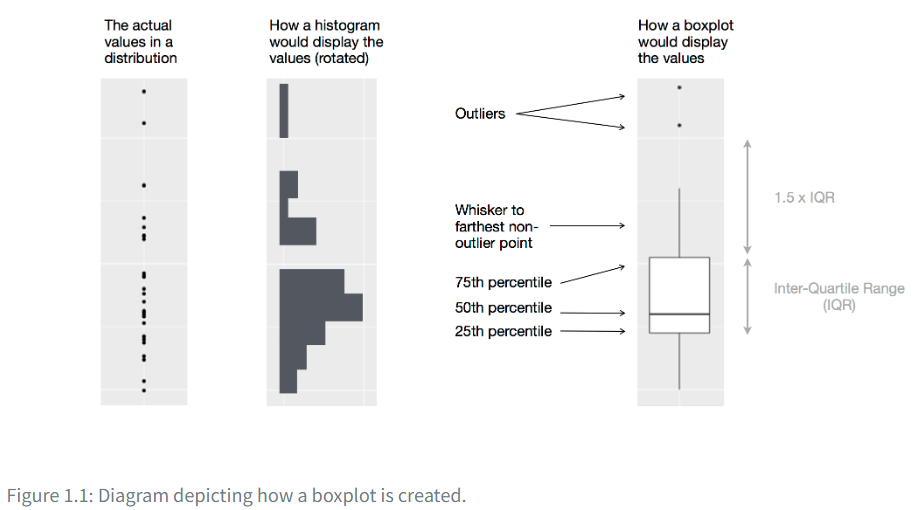 The actual
values in a
distribution
How a histogram
would display the
values (rotated)
How a boxplot
would display
the values
Outliers
1.5 x IQR
Whisker to
farthest non-
outlier point
75th percentile
Inter-Quartile Range
(IQR)
50th percentile
25th percentile
Figure 1.1: Diagram depicting how a boxplot is created.